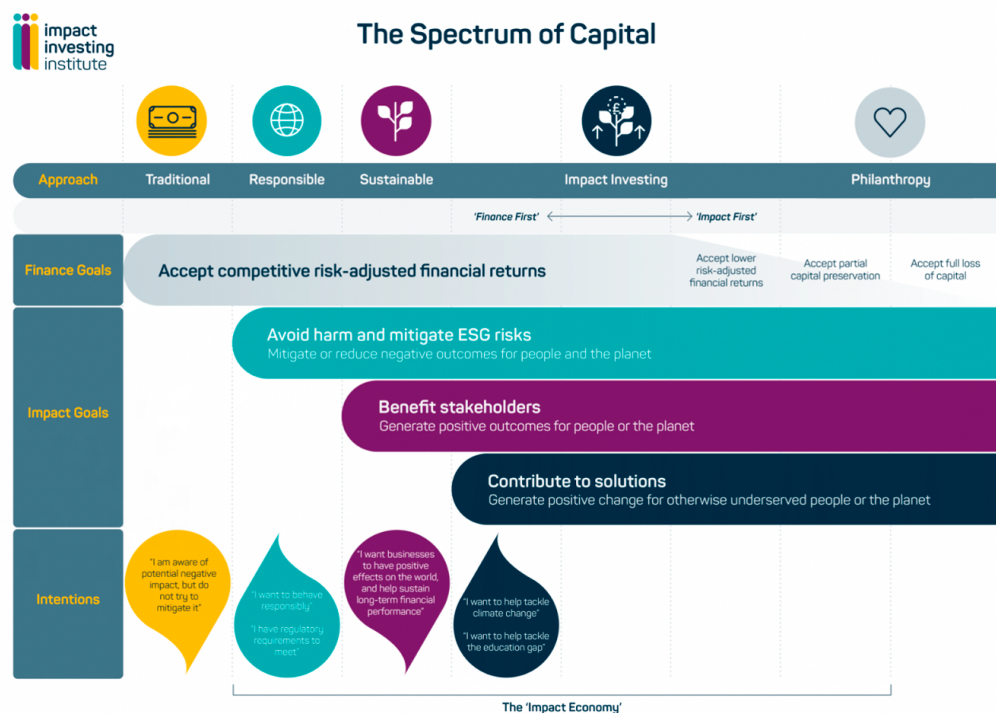 impact
investing
institute
The Spectrum of Capital
£
Approach
Traditional
Responsible
Sustainable
Impact Investing
Philanthropy
'Finance First'
'Impact First'
Finance Goals
Accept competitive risk-adjusted financial returns
Accept lower
risk-adjusted
financial returns
Accept partial
capital preservation
Accept full loss
of capital
Impact Goals
Avoid harm and mitigate ESG risks
Mitigate or reduce negative outcomes for people and the planet
Benefit stakeholders
Generate positive outcomes for people or the planet
Contribute to solutions
Generate positive change for otherwise underserved people or the planet
Intentions
"I am aware of
potential negative
impact, but do
not try to
mitigate it"
"I want to behave
responsibly"
"I have regulatory
requirements to
meet"
"I want businesses
to have positive
effects on the world,
and help sustain
long-term financial
performance"
"I want to help tackle
climate change"
"I want to help tackle
the education gap"
The 'Impact Economy'